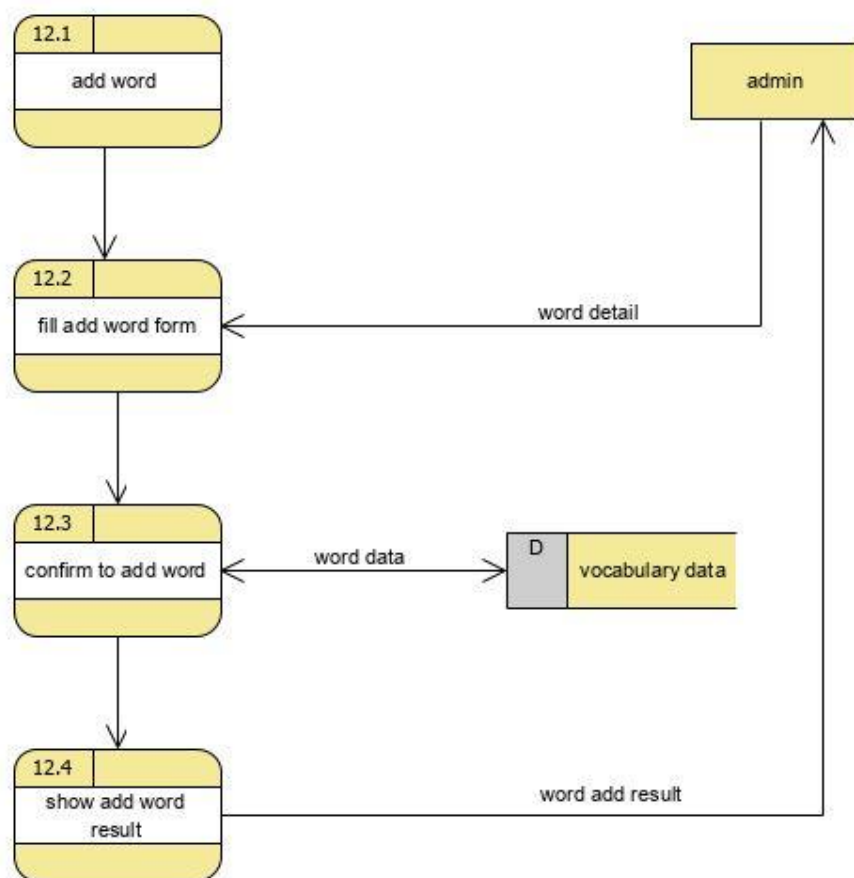 12.1
add word
admin
12.2
fill add word form
word detail
12.3
confirm to add word
word data
D
vocabulary data
12.4
show add word
result
word add result